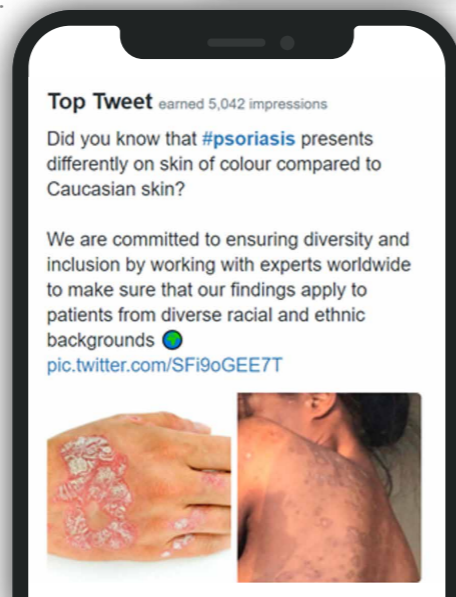 Top Tweet earned 5,042 impressions
Did you know that #psoriasis presents
differently on skin of colour compared to
Caucasian skin?
We are committed to ensuring diversity and
inclusion by working with experts worldwide
to make sure that our findings apply to
patients from diverse racial and ethnic
backgrounds 🌍
pic.twitter.com/SFi9oGEE7T